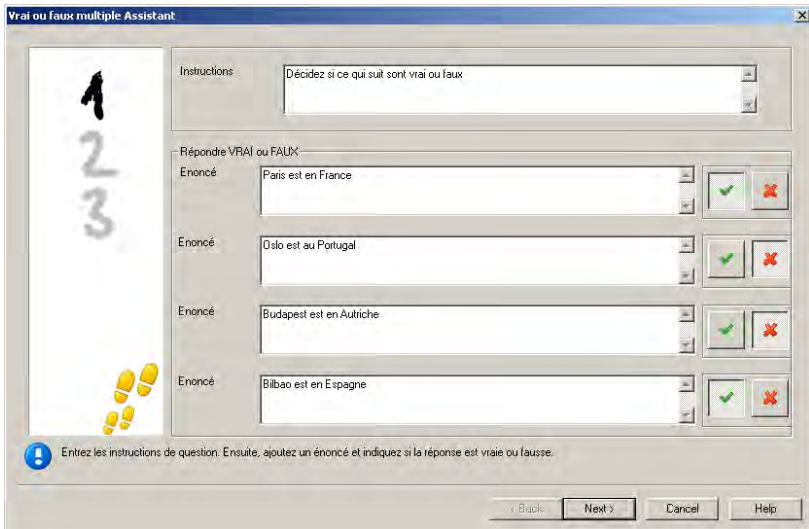 Vrai ou faux multiple Assistant
1
2
3
Instructions
Décidez si ce qui suit sont vrai ou faux
Répondre VRAI ou FAUX
Enoncé
Paris est en France
Enoncé
Oslo est au Portugal
Enoncé
Budapest est en Autriche
Enoncé
Bilbao est en Espagne
Entrez les instructions de question. Ensuite, ajoutez un énoncé et indiquez si la réponse est vraie ou fausse.
< Back Next > Cancel Help